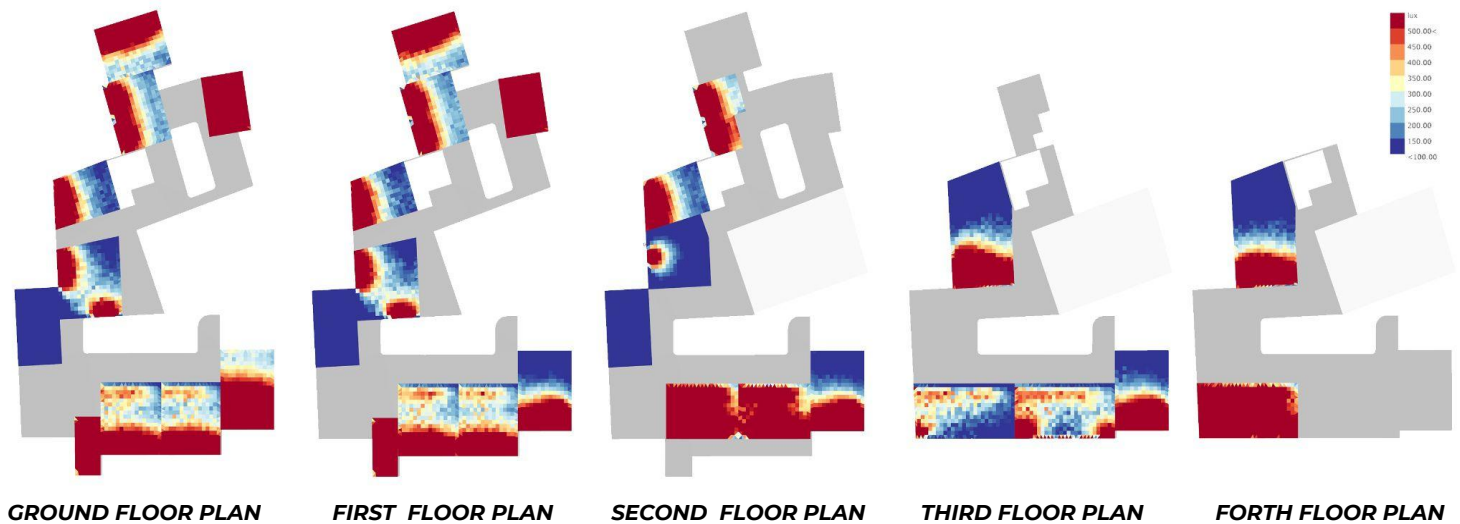 lux
500.00<
450.00
400.00
350.00
300.00
250.00
200.00
150.00
<100.00
GROUND FLOOR PLAN
FIRST FLOOR PLAN
SECOND FLOOR PLAN
THIRD FLOOR PLAN
FORTH FLOOR PLAN